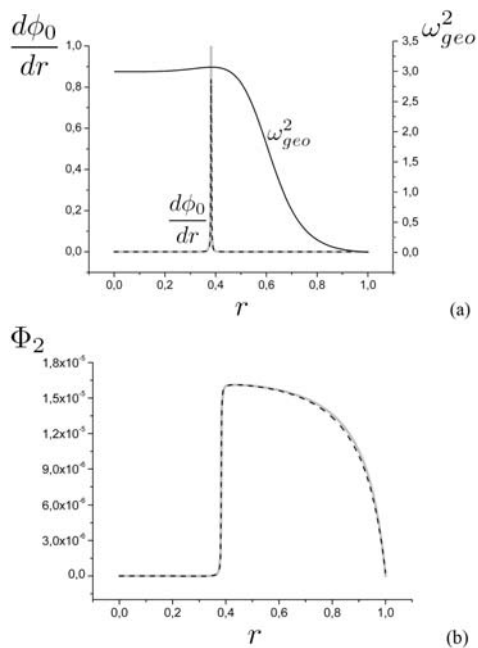 dϕ₀/dr
ω²geo
1,0
0,8
0,6
0,4
0,2
0,0
3,5
3,0
2,5
2,0
1,5
1,0
0,5
0,0
ω²geo
dϕ₀/dr
0,0 0,2 0,4 0,6 0,8 1,0
r
(a)
Φ₂
1,8x10⁻⁵
1,5x10⁻⁵
1,2x10⁻⁵
9,0x10⁻⁶
6,0x10⁻⁶
3,0x10⁻⁶
0,0
0,0 0,2 0,4 0,6 0,8 1,0
r
(b)